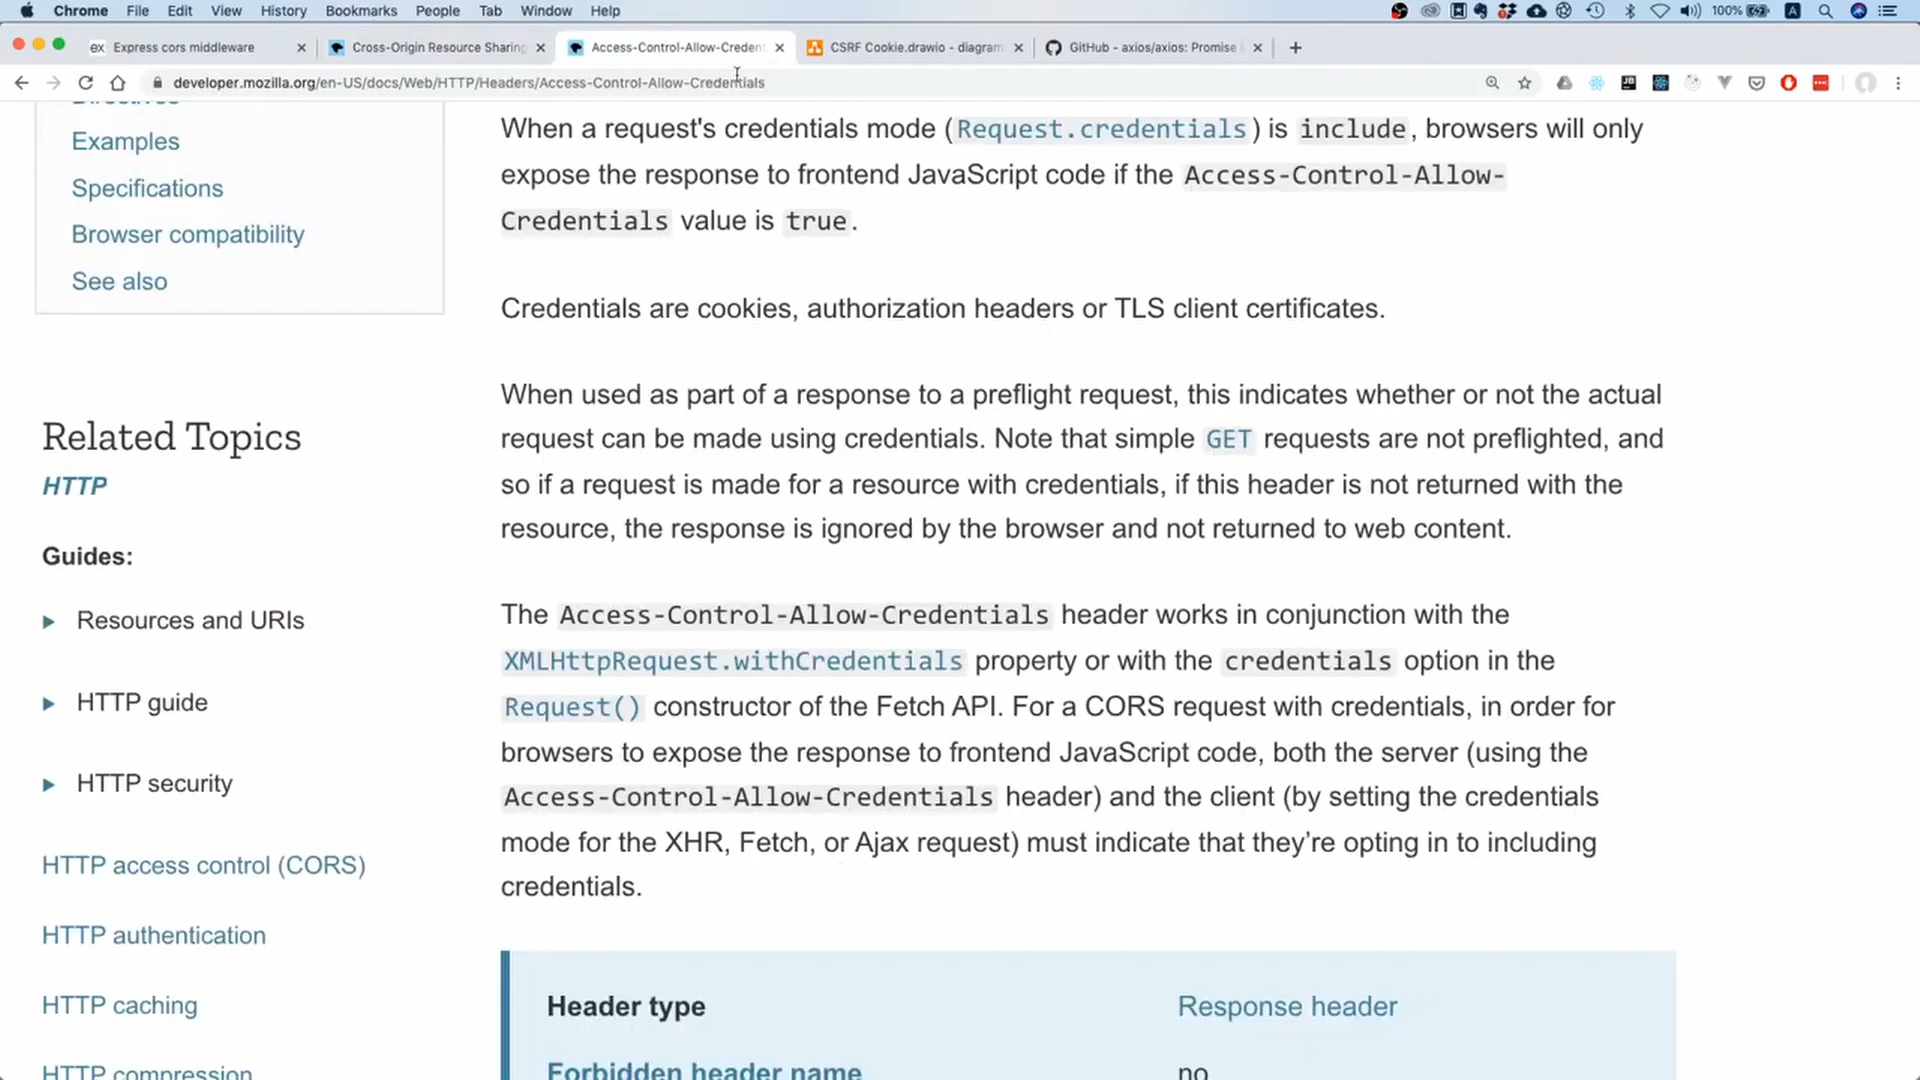 Chrome File Edit View History Bookmarks People Tab Window Help 100%
ex Express cors middleware Cross-Origin Resource Sharing Access-Control-Allow-Creden CSRF Cookie.drawio - diagram GitHub - axios/axios: Promise
developer.mozilla.org/en-US/docs/Web/HTTP/Headers/Access-Control-Allow-Credentials
Directives
Examples
Specifications
Browser compatibility
See also
Related Topics
HTTP
Guides:
Resources and URIs
HTTP guide
HTTP security
HTTP access control (CORS)
HTTP authentication
HTTP caching
HTTP compression
When a request's credentials mode (Request.credentials) is include, browsers will only
expose the response to frontend JavaScript code if the Access-Control-Allow-
Credentials value is true.
Credentials are cookies, authorization headers or TLS client certificates.
When used as part of a response to a preflight request, this indicates whether or not the actual
request can be made using credentials. Note that simple GET requests are not preflighted, and
so if a request is made for a resource with credentials, if this header is not returned with the
resource, the response is ignored by the browser and not returned to web content.
The Access-Control-Allow-Credentials header works in conjunction with the
XMLHttpRequest.withCredentials property or with the credentials option in the
Request() constructor of the Fetch API. For a CORS request with credentials, in order for
browsers to expose the response to frontend JavaScript code, both the server (using the
Access-Control-Allow-Credentials header) and the client (by setting the credentials
mode for the XHR, Fetch, or Ajax request) must indicate that they’re opting in to including
credentials.
Header type Response header
Forbidden header name no